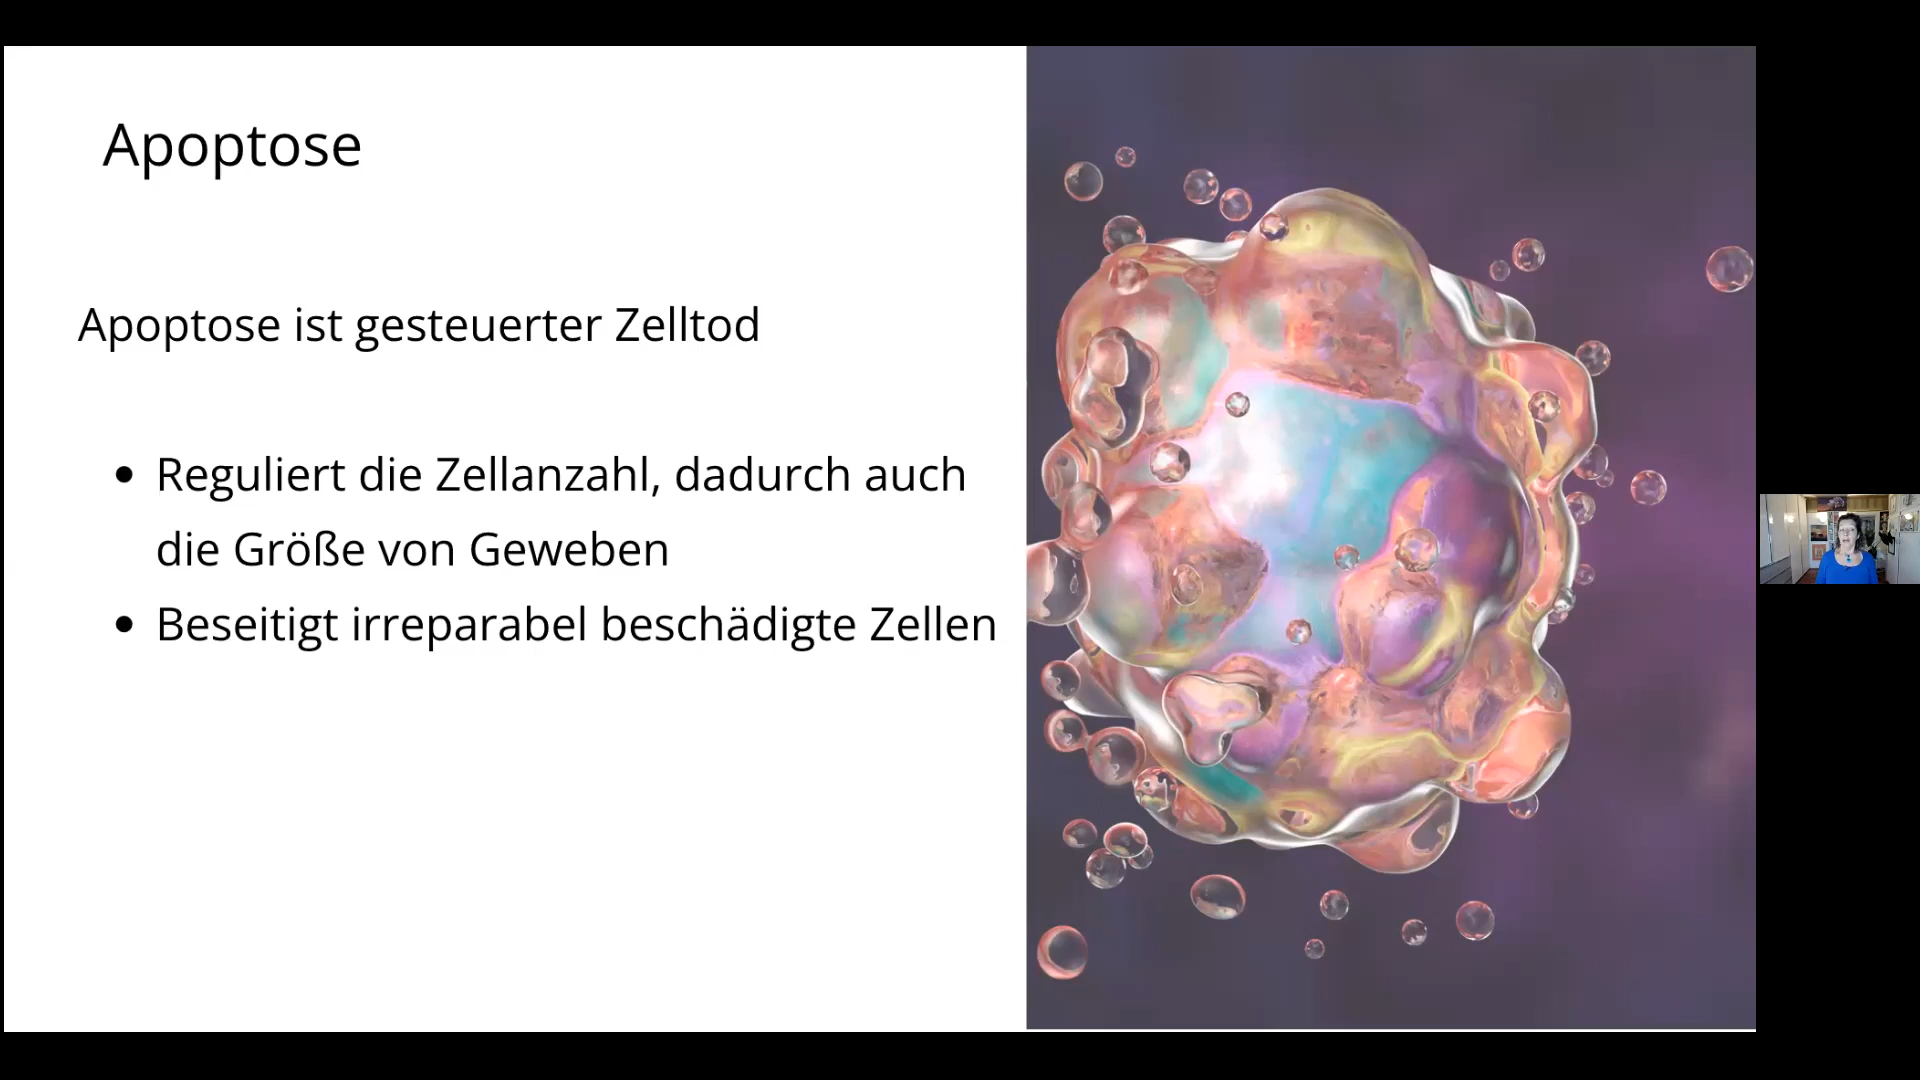 Apoptose
Apoptose ist gesteuerter Zelltod
• Reguliert die Zellanzahl, dadurch auch
die Größe von Geweben
• Beseitigt irreparabel beschädigte Zellen